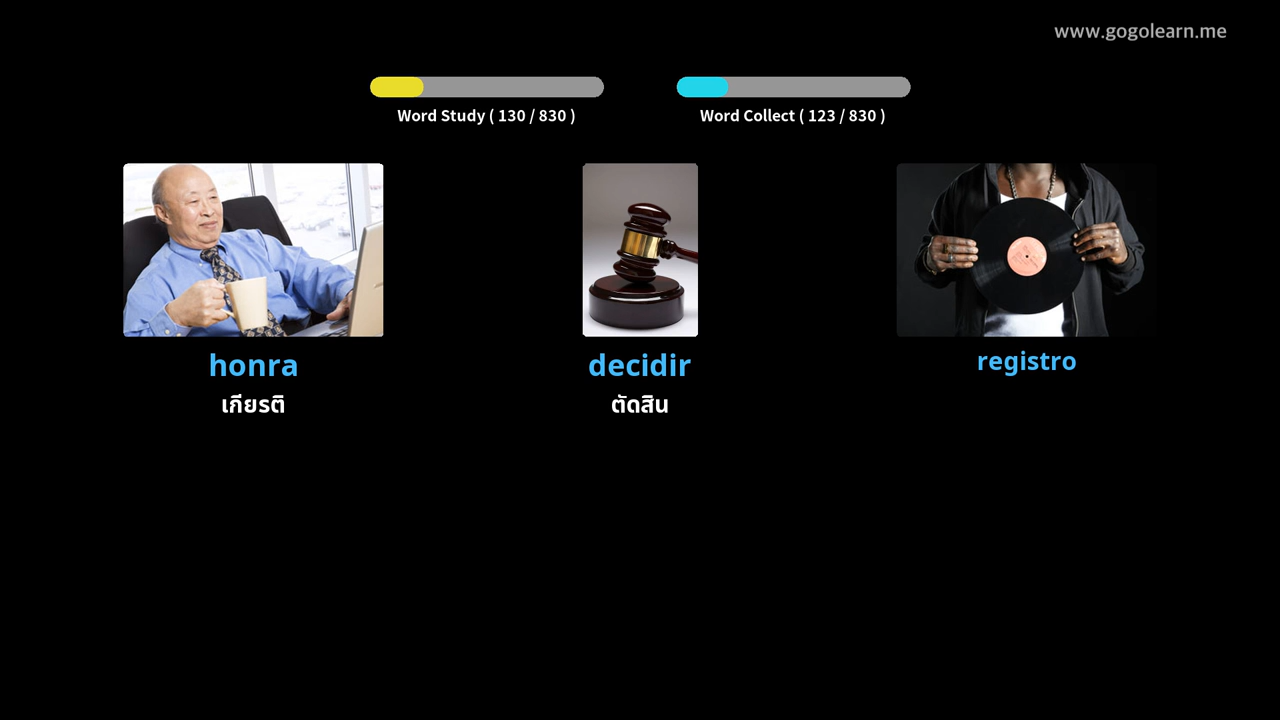 www.gogolearn.me
Word Study ( 130 / 830 )
Word Collect ( 123 / 830 )
honra
เกียรติ
decidir
ตัดสิน
registro